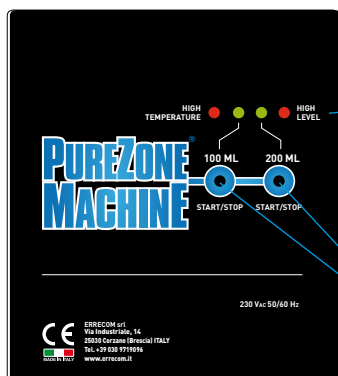 HIGH
TEMPERATURE
HIGH
LEVEL
PUREZONE®
MACHINE
100 ML
200 ML
START/STOP
START/STOP
230 VAC 50/60 Hz
CE
MADE IN ITALY
ERRECOM srl
Via Industriale, 14
25030 Corzano (Brescia) ITALY
Tel. +39 030 9719096
www.errecom.it